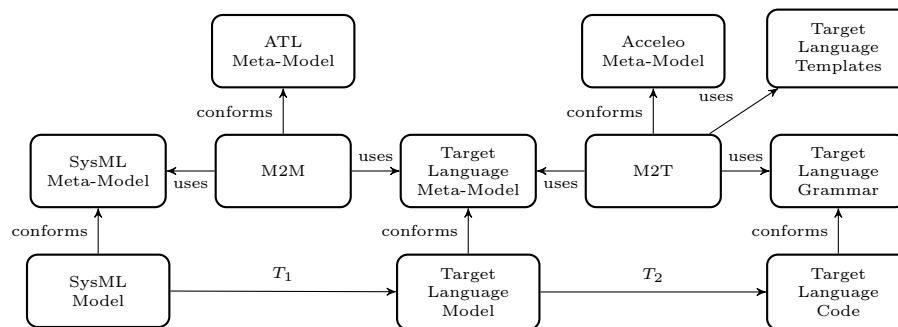 ATL
Meta-Model
Acceleo
Meta-Model
Target
Language
Templates
conforms
conforms
uses
SysML
Meta-Model
uses
M2M
uses
Target
Language
Meta-Model
uses
M2T
uses
Target
Language
Grammar
conforms
conforms
conforms
SysML
Model
T1
Target
Language
Model
T2
Target
Language
Code